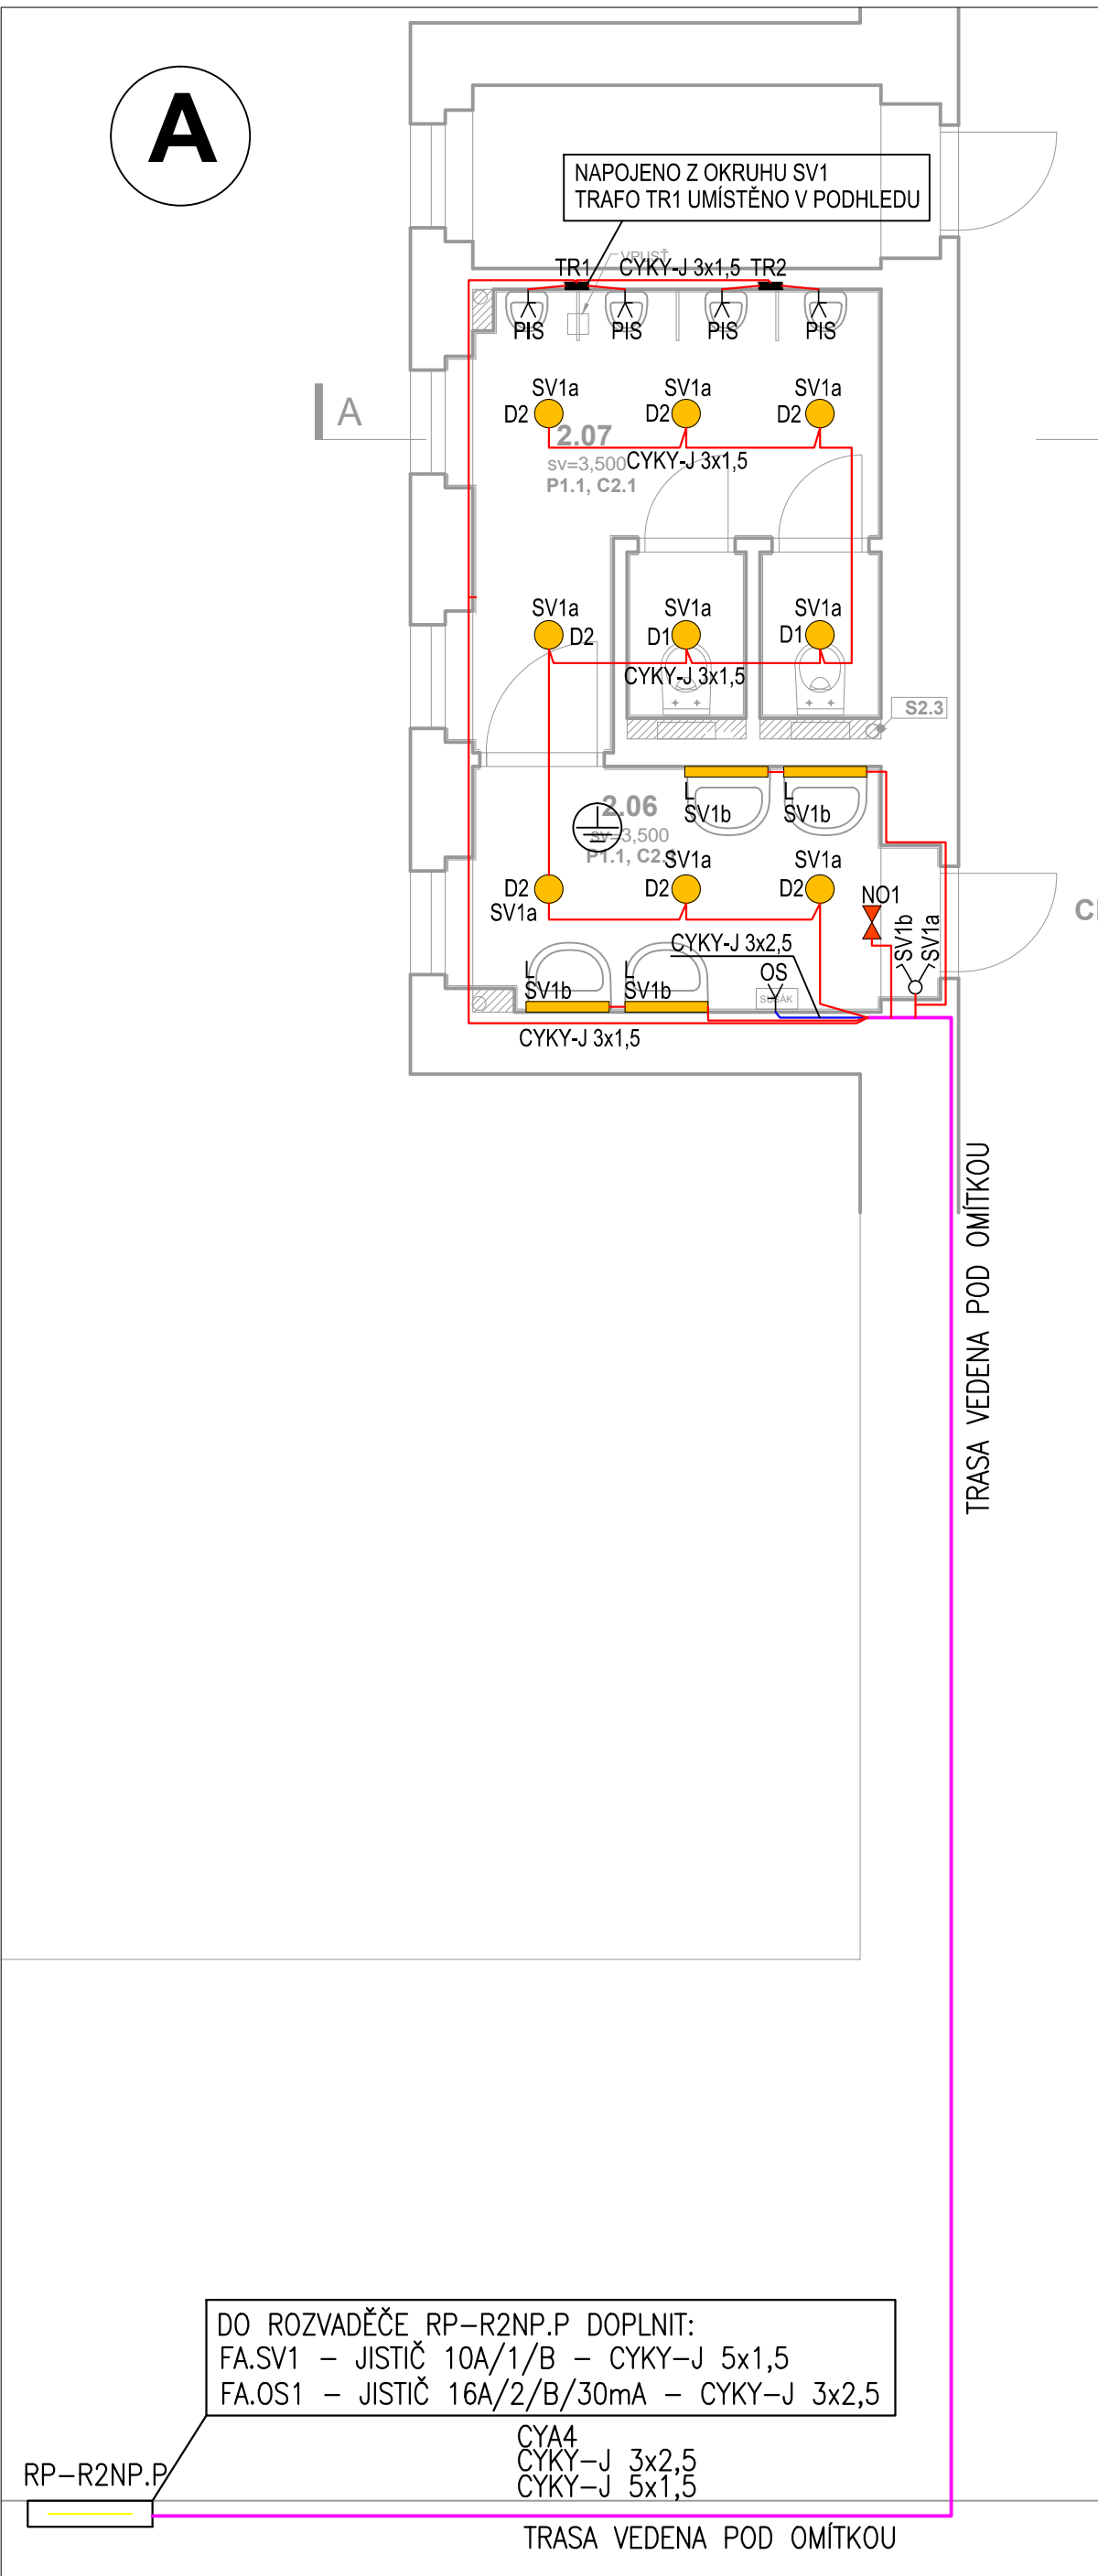 A
NAPOJENO Z OKRUHU SV1
TRAFO TR1 UMÍSTĚNO V PODHLEDU
VPUSŤ
TR1
CYKY-J 3x1,5
TR2
PIS
PIS
PIS
PIS
A
SV1a
SV1a
SV1a
D2
D2
D2
2.07
sv=3,500
CYKY-J 3x1,5
P1.1, C2.1
SV1a
SV1a
SV1a
D2
D1
D1
CYKY-J 3x1,5
S2.3
L
L
SV1b
SV1b
2.06
sv=3,500
P1.1, C2.1
SV1a
SV1a
D2
D2
D2
SV1a
NO1
SV1b
SV1a
CYKY-J 3x2,5
OS
SUŠÁK
L
L
SV1b
SV1b
CYKY-J 3x1,5
TRASA VEDENA POD OMÍTKOU
DO ROZVADĚČE RP-R2NP.P DOPLNIT:
FA.SV1 - JISTIČ 10A/1/B - CYKY-J 5x1,5
FA.OS1 - JISTIČ 16A/2/B/30mA - CYKY-J 3x2,5
CYA4
CYKY-J 3x2,5
CYKY-J 5x1,5
RP-R2NP.P
TRASA VEDENA POD OMÍTKOU